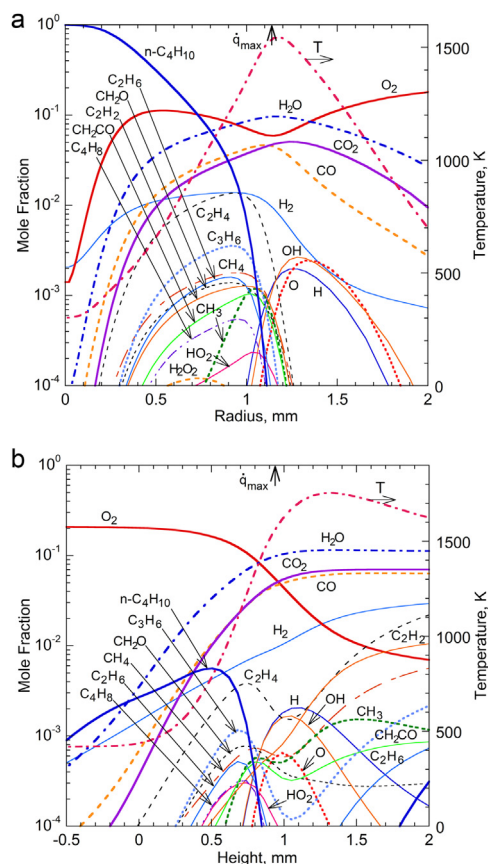 a
q̇max
T
n-C4H10
C2H6
CH2O
C2H2
CH2CO
C4H8
O2
H2O
CO2
CO
H2
C2H4
C3H6
CH4
CH3
HO2
H2O2
OH
O
H
Mole Fraction
10^0
10^-1
10^-2
10^-3
10^-4
Temperature, K
1500
1000
500
0
0 0.5 1 1.5 2
Radius, mm
b
q̇max
T
O2
H2O
CO2
CO
n-C4H10
C3H6
CH2O
CH4
C2H6
C4H8
H2
C2H4
C2H2
H
OH
CH3
O
CH2CO
C2H6
HO2
Mole Fraction
10^0
10^-1
10^-2
10^-3
10^-4
Temperature, K
1500
1000
500
0
-0.5 0 0.5 1 1.5 2
Height, mm